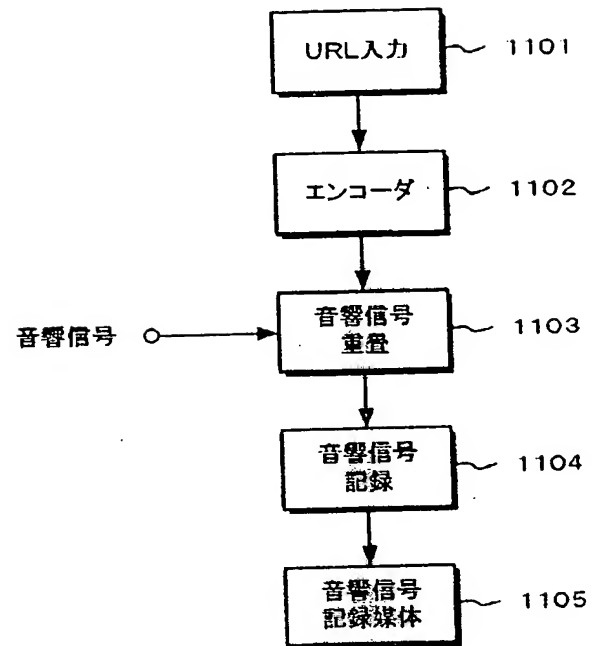 URL入力
1101
エンコーダ
1102
音響信号
音響信号
重畳
1103
音響信号
記録
1104
音響信号
記録媒体
1105